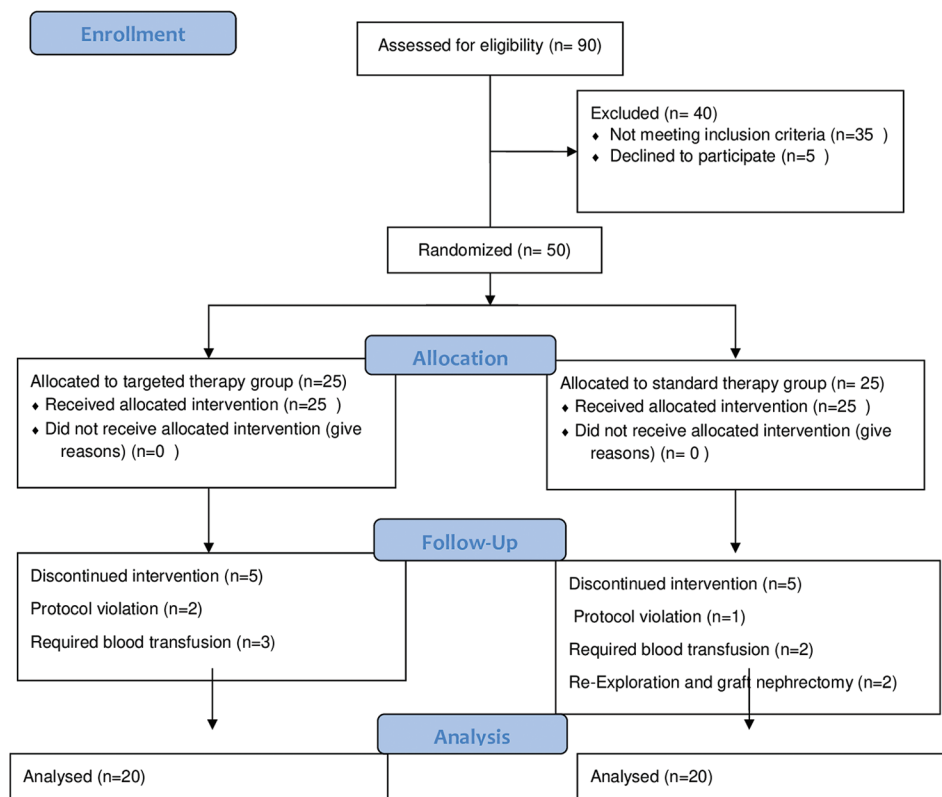 Enrollment
Assessed for eligibility (n= 90)
Excluded (n= 40)
♦ Not meeting inclusion criteria (n=35 )
♦ Declined to participate (n=5 )
Randomized (n= 50)
Allocation
Allocated to targeted therapy group (n=25)
♦ Received allocated intervention (n=25 )
♦ Did not receive allocated intervention (give
reasons) (n=0 )
Allocated to standard therapy group (n= 25)
♦ Received allocated intervention (n=25 )
♦ Did not receive allocated intervention (give
reasons) (n= 0 )
Follow-Up
Discontinued intervention (n=5)
Protocol violation (n=2)
Required blood transfusion (n=3)
Discontinued intervention (n=5)
Protocol violation (n=1)
Required blood transfusion (n=2)
Re-Exploration and graft nephrectomy (n=2)
Analysis
Analysed (n=20)
Analysed (n=20)